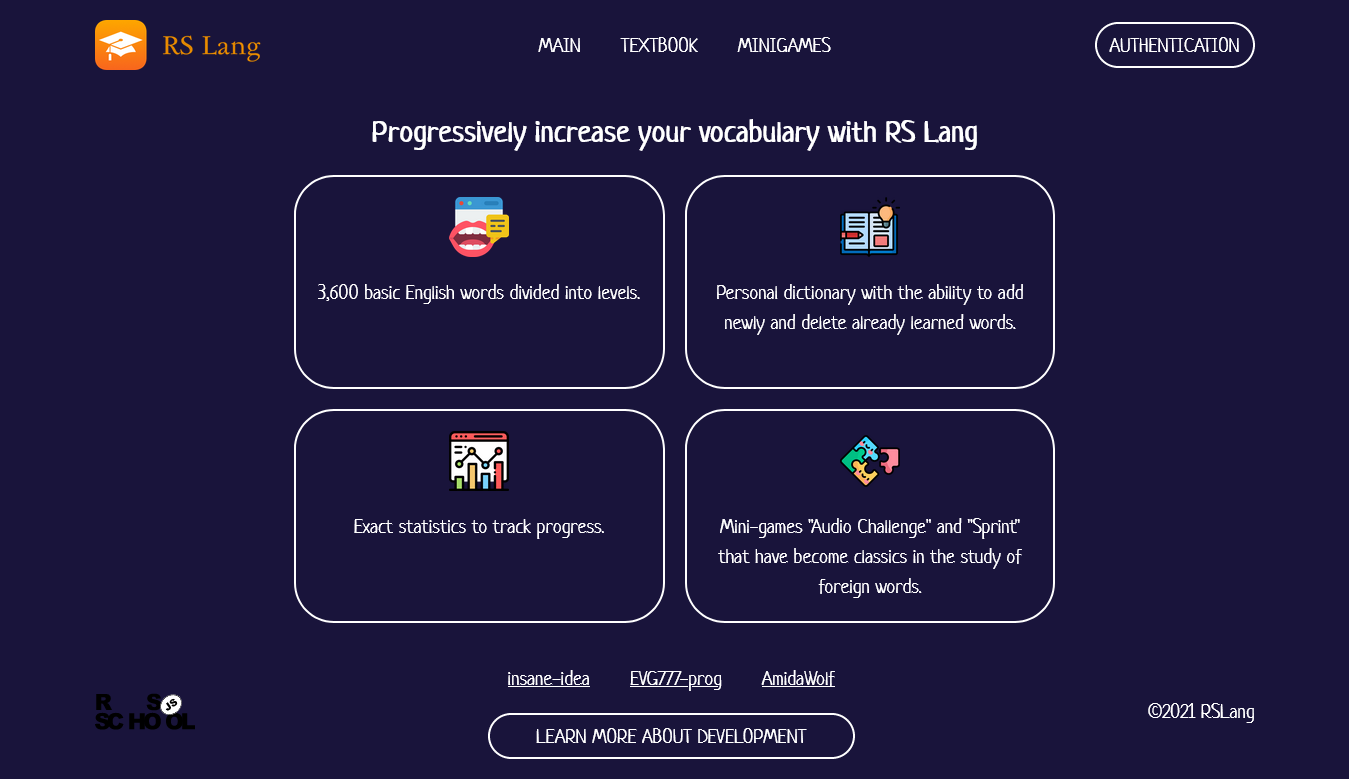 RS Lang
MAIN TEXTBOOK MINIGAMES
AUTHENTICATION
Progressively increase your vocabulary with RS Lang
3,600 basic English words divided into levels.
Personal dictionary with the ability to add
newly and delete already learned words.
Exact statistics to track progress.
Mini-games "Audio Challenge" and "Sprint"
that have become classics in the study of
foreign words.
insane-idea EVG777-prog AmidaWolf
R S JS
SCHOOL
LEARN MORE ABOUT DEVELOPMENT
©2021 RSLang